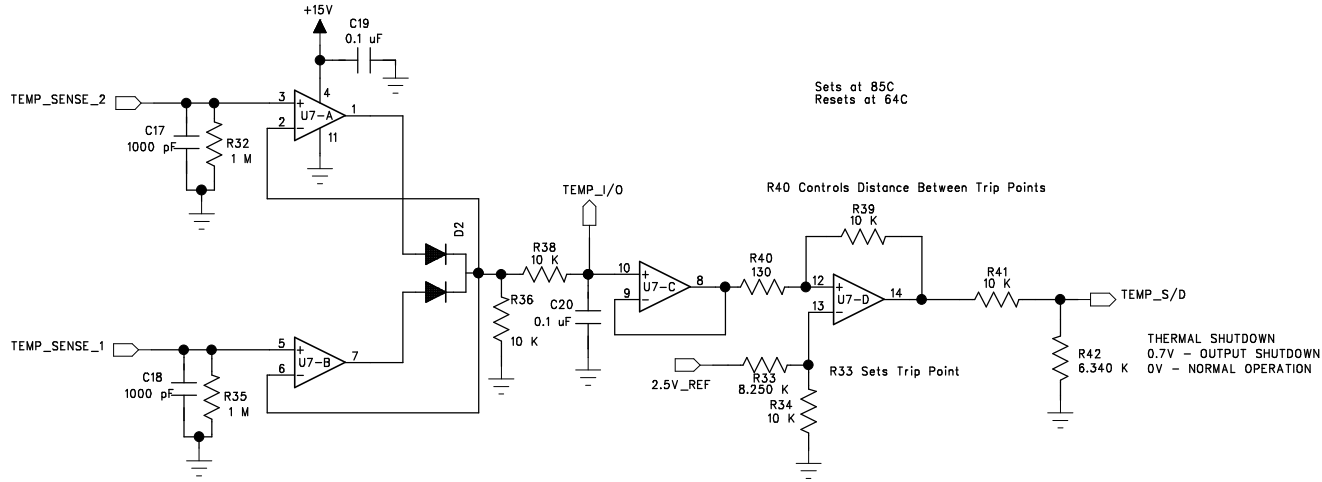 +15V
C19
0.1 uF
TEMP_SENSE_2
3
+
4
U7-A
1
2
-
11
C17
1000 pF
R32
1 M
Sets at 85C
Resets at 64C
TEMP_I/O
R40 Controls Distance Between Trip Points
D2
R38
10 K
R39
10 K
R36
10 K
C20
0.1 uF
10
+
U7-C
8
9
-
R40
130
12
+
U7-D
14
13
-
R41
10 K
TEMP_S/D
TEMP_SENSE_1
5
+
U7-B
7
6
-
C18
1000 pF
R35
1 M
2.5V_REF
R33
8.250 K
R33 Sets Trip Point
R34
10 K
R42
6.340 K
THERMAL SHUTDOWN
0.7V - OUTPUT SHUTDOWN
0V - NORMAL OPERATION